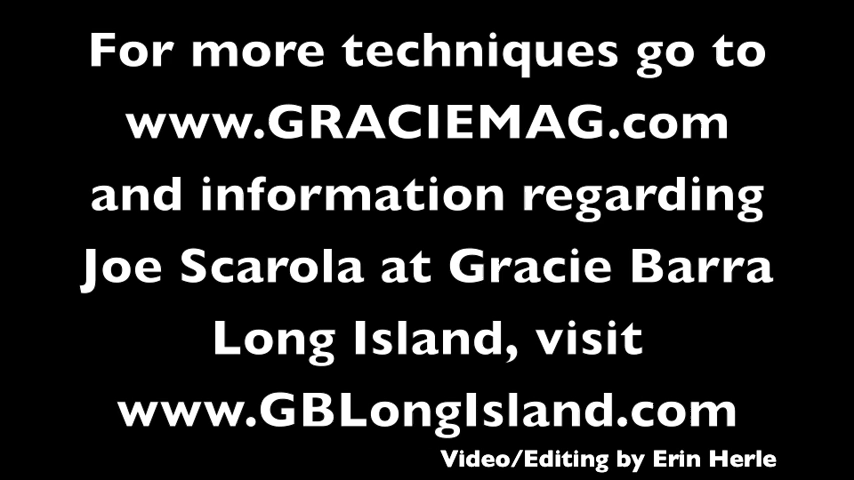 For more techniques go to
www.GRACIEMAG.com
and information regarding
Joe Scarola at Gracie Barra
Long Island, visit
www.GBLongIsland.com
Video/Editing by Erin Herle